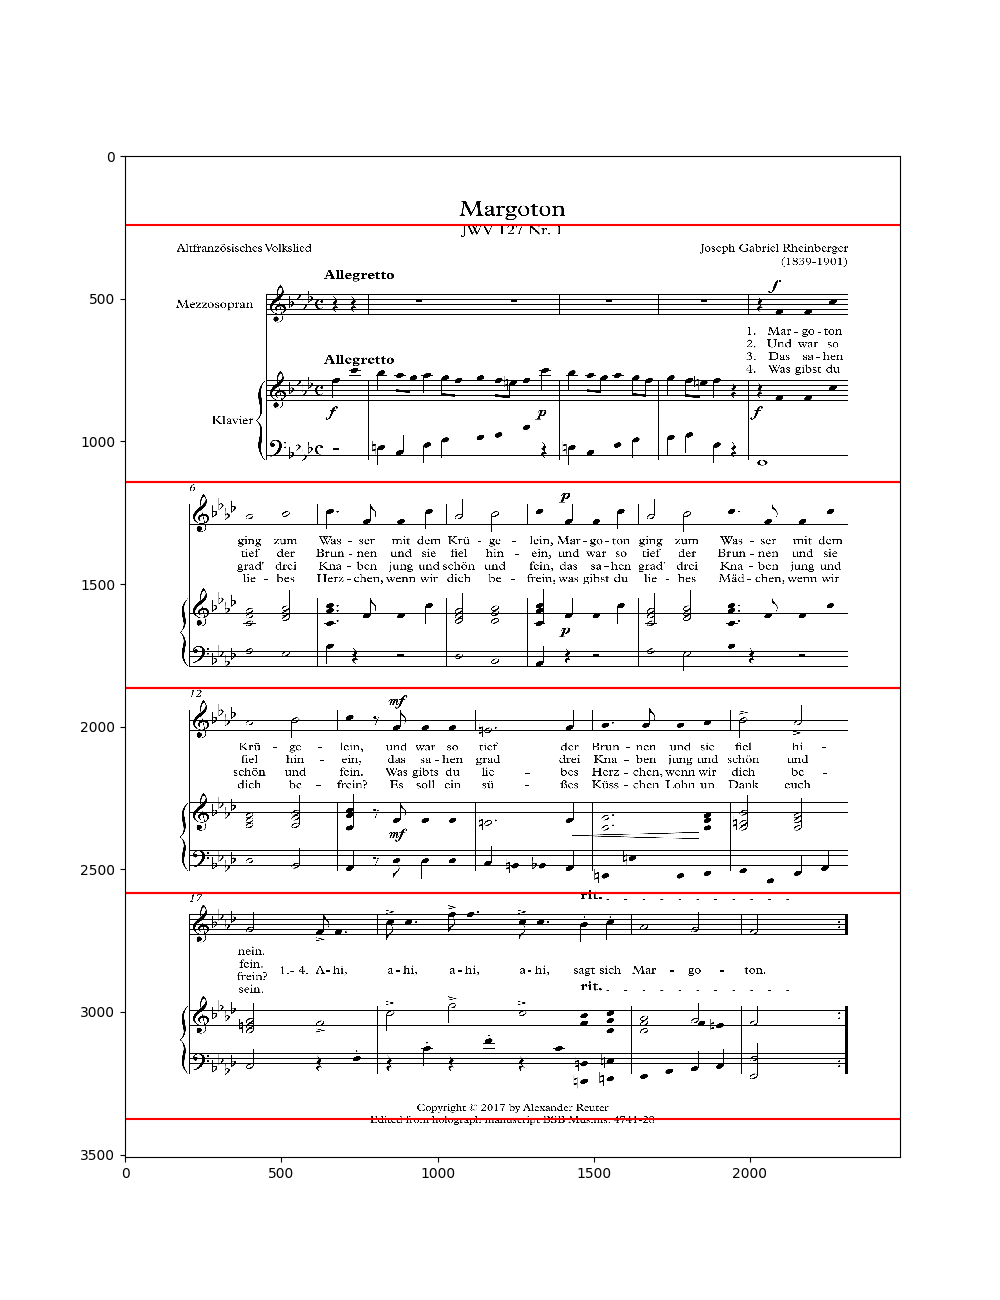 Margoton
JWV 127 Nr. 1
Altfranzösisches Volkslied
Joseph Gabriel Rheinberger
(1839-1901)
Allegretto
Mezzosopran
f
1. Mar - go - ton
2. Und war so
3. Das sa - hen
4. Was gibst du
Allegretto
Klavier
f p f
6
p
ging zum Was - ser mit dem Krü - ge - lein, Mar - go - ton ging zum Was - ser mit dem
tief der Brun - nen und sie fiel hin - ein, und war so tief der Brun - nen und sie
grad' drei Kna - ben jung und schön und fein, das sa - hen grad' drei Kna - ben jung und
lie - bes Herz - chen, wenn wir dich be - frein, was gibst du lie - bes Mäd - chen, wenn wir
p
12
mf
Krü - ge - lein, und war so tief der Brun - nen und sie fiel hi -
fiel hin - ein, das sa - hen grad drei Kna - ben jung und schön und
schön und fein. Was gibts du lie - bes Herz - chen, wenn wir dich be -
dich be - frein? Es soll ein sü - ßes Küss - chen Lohn un Dank euch
mf
17
rit.
nein.
fein.
frein? 1.- 4. A - hi, a - hi, a - hi, a - hi, sagt sich Mar - go - ton.
sein.
rit.
Copyright © 2017 by Alexander Reuter
Edited from holograph manuscript BSB Mus.ms. 4741-28
0
500
1000
1500
2000
2500
3000
3500
0 500 1000 1500 2000